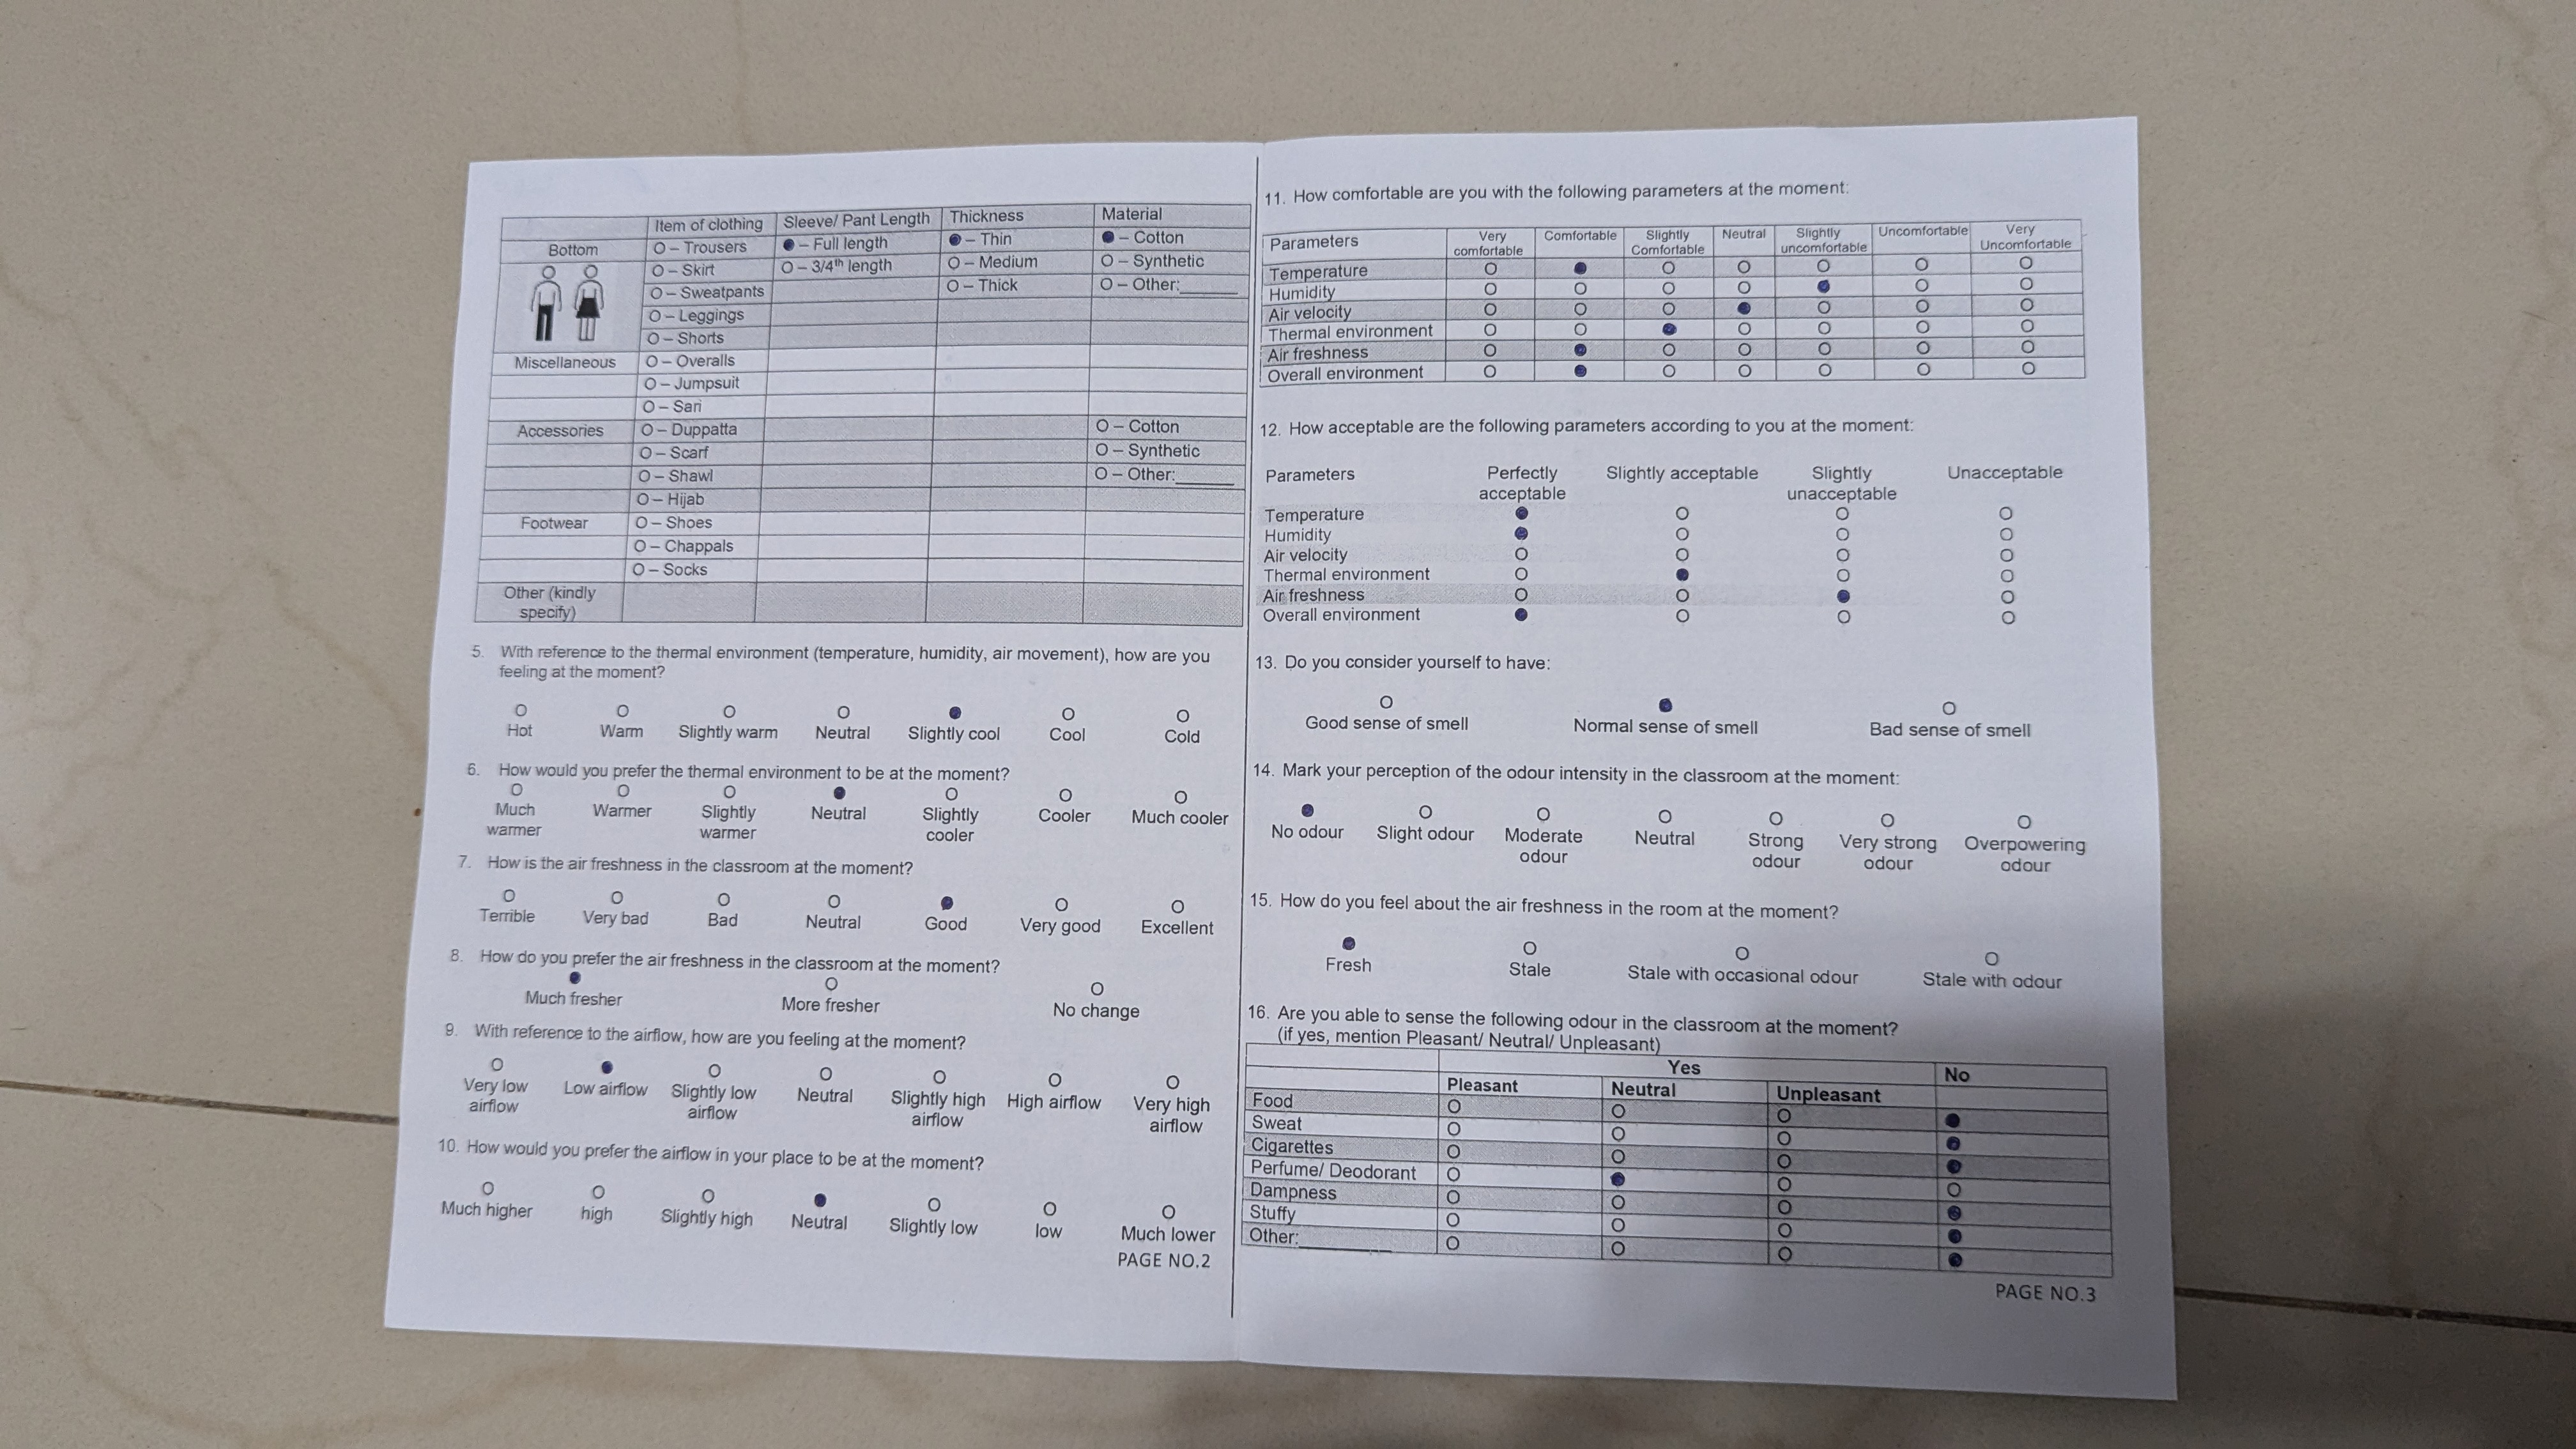 Item of clothing Sleeve/ Pant Length Thickness Material
Bottom O – Trousers ● – Full length ● – Thin ● – Cotton
O – Skirt O – 3/4th length O – Medium O – Synthetic
O – Sweatpants O – Thick O – Other:______
O – Leggings
O – Shorts
Miscellaneous O – Overalls
O – Jumpsuit
O – Sari
Accessories O – Duppatta O – Cotton
O – Scarf O – Synthetic
O – Shawl O – Other:______
O – Hijab
Footwear O – Shoes
O – Chappals
O – Socks
Other (kindly
specify)
5. With reference to the thermal environment (temperature, humidity, air movement), how are you
feeling at the moment?
O O O O ● O O
Hot Warm Slightly warm Neutral Slightly cool Cool Cold
6. How would you prefer the thermal environment to be at the moment?
O O O ● O O O
Much Warmer Slightly Neutral Slightly Cooler Much cooler
warmer warmer cooler
7. How is the air freshness in the classroom at the moment?
O O O O ● O O
Terrible Very bad Bad Neutral Good Very good Excellent
8. How do you prefer the air freshness in the classroom at the moment?
● O O
Much fresher More fresher No change
9. With reference to the airflow, how are you feeling at the moment?
O ● O O O O O
Very low Low airflow Slightly low Neutral Slightly high High airflow Very high
airflow airflow airflow airflow
10. How would you prefer the airflow in your place to be at the moment?
O O O ● O O O
Much higher high Slightly high Neutral Slightly low low Much lower
PAGE NO.2
11. How comfortable are you with the following parameters at the moment:
Parameters Very Comfortable Slightly Neutral Slightly Uncomfortable Very
comfortable Comfortable uncomfortable Uncomfortable
Temperature O ● O O O O O
Humidity O O O O ● O O
Air velocity O O O ● O O O
Thermal environment O O ● O O O O
Air freshness O ● O O O O O
Overall environment O ● O O O O O
12. How acceptable are the following parameters according to you at the moment:
Parameters Perfectly Slightly acceptable Slightly Unacceptable
acceptable unacceptable
Temperature ● O O O
Humidity ● O O O
Air velocity O O O O
Thermal environment O ● O O
Air freshness O O ● O
Overall environment ● O O O
13. Do you consider yourself to have:
O ● O
Good sense of smell Normal sense of smell Bad sense of smell
14. Mark your perception of the odour intensity in the classroom at the moment:
● O O O O O O
No odour Slight odour Moderate Neutral Strong Very strong Overpowering
odour odour odour odour
15. How do you feel about the air freshness in the room at the moment?
● O O O
Fresh Stale Stale with occasional odour Stale with odour
16. Are you able to sense the following odour in the classroom at the moment?
(if yes, mention Pleasant/ Neutral/ Unpleasant)
Yes No
Pleasant Neutral Unpleasant
Food O O O ●
Sweat O O O ●
Cigarettes O O O ●
Perfume/ Deodorant O ● O O
Dampness O O O ●
Stuffy O O O ●
Other:__________ O O O ●
PAGE NO.3